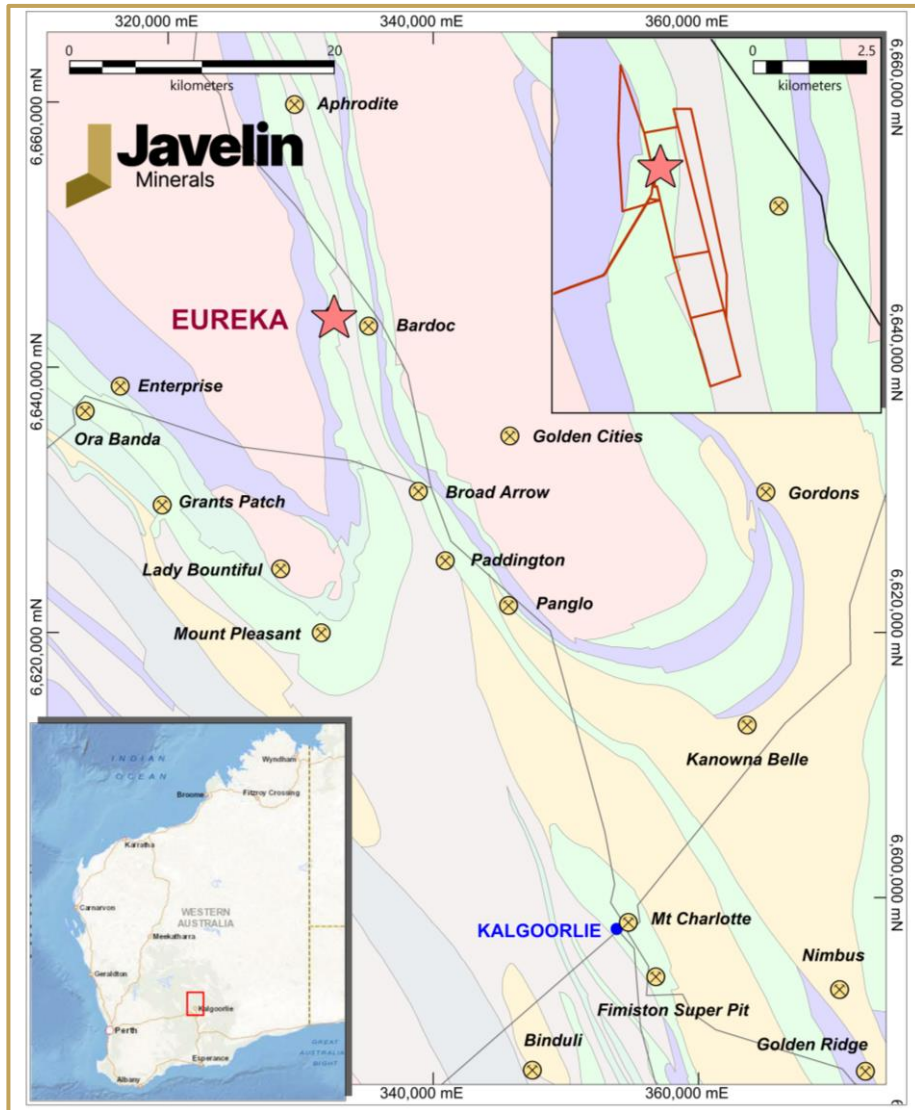 320,000 mE
340,000 mE
360,000 mE
0
20
kilometers
0
2.5
kilometers
6,660,000 mN
6,660,000 mN
Aphrodite
Javelin
Minerals
EUREKA
Bardoc
6,640,000 mN
6,640,000 mN
Enterprise
Ora Banda
Golden Cities
Grants Patch
Broad Arrow
Gordons
Lady Bountiful
Paddington
Panglo
Mount Pleasant
6,620,000 mN
6,620,000 mN
Kanowna Belle
INDIAN
OCEAN
Wyndham
Broome
Fitzroy Crossing
Karratha
Carnarvon
WESTERN
AUSTRALIA
Meekatharra
Geraldton
Kalgoorlie
Perth
Esperance
Albany
GREAT
AUSTRALIA
BIGHT
6,600,000 mN
KALGOORLIE
Mt Charlotte
Nimbus
Fimiston Super Pit
Binduli
Golden Ridge
340,000 mE
360,000 mE